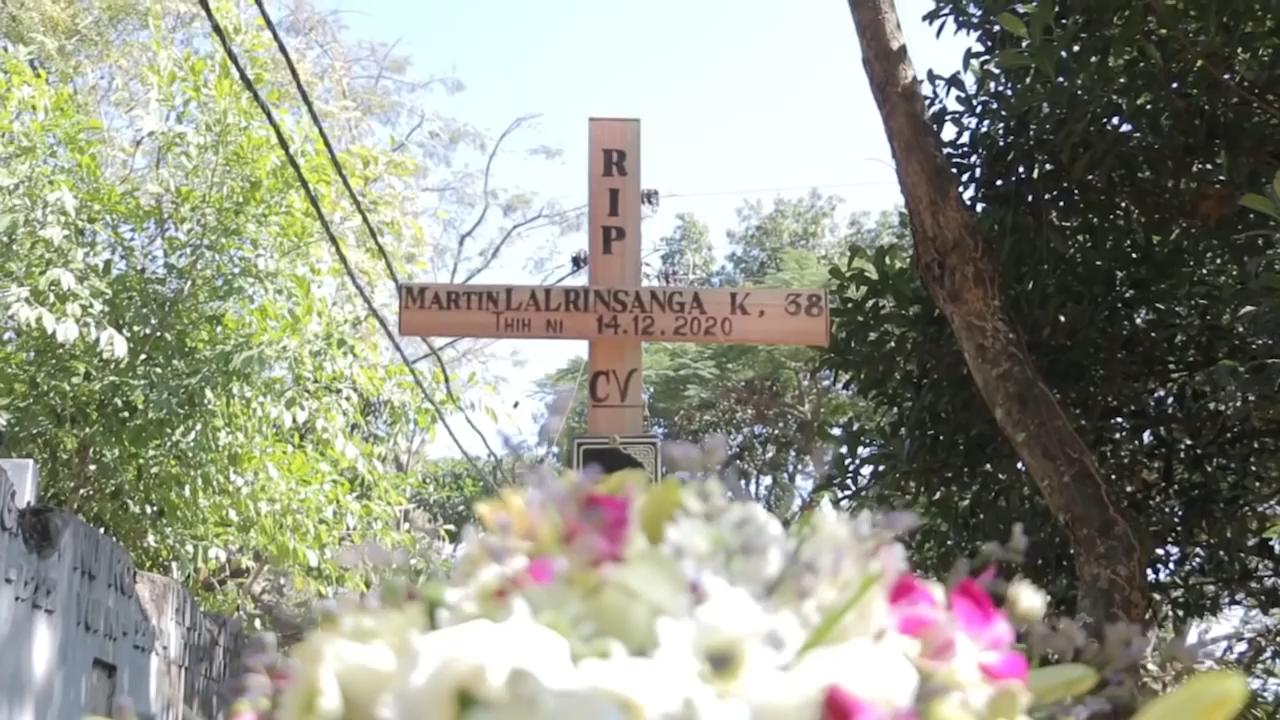 R
I
P
MARTIN LALRINSANGA K, 38
THIH NI 14.12.2020
CV